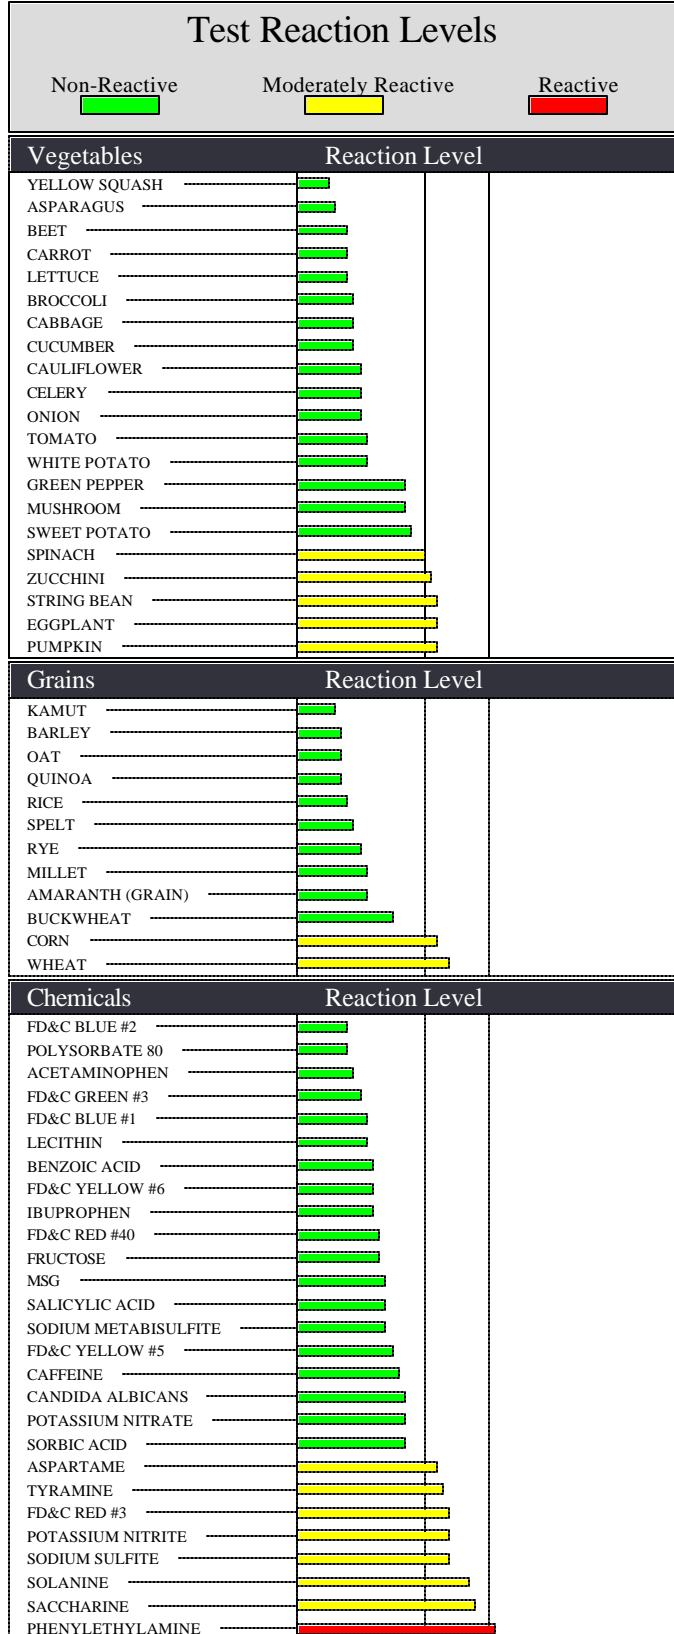 Test Reaction Levels
Non-Reactive Moderately Reactive Reactive
Vegetables Reaction Level
YELLOW SQUASH
ASPARAGUS
BEET
CARROT
LETTUCE
BROCCOLI
CABBAGE
CUCUMBER
CAULIFLOWER
CELERY
ONION
TOMATO
WHITE POTATO
GREEN PEPPER
MUSHROOM
SWEET POTATO
SPINACH
ZUCCHINI
STRING BEAN
EGGPLANT
PUMPKIN
Grains Reaction Level
KAMUT
BARLEY
OAT
QUINOA
RICE
SPELT
RYE
MILLET
AMARANTH (GRAIN)
BUCKWHEAT
CORN
WHEAT
Chemicals Reaction Level
FD&C BLUE #2
POLYSORBATE 80
ACETAMINOPHEN
FD&C GREEN #3
FD&C BLUE #1
LECITHIN
BENZOIC ACID
FD&C YELLOW #6
IBUPROPHEN
FD&C RED #40
FRUCTOSE
MSG
SALICYLIC ACID
SODIUM METABISULFITE
FD&C YELLOW #5
CAFFEINE
CANDIDA ALBICANS
POTASSIUM NITRATE
SORBIC ACID
ASPARTAME
TYRAMINE
FD&C RED #3
POTASSIUM NITRITE
SODIUM SULFITE
SOLANINE
SACCHARINE
PHENYLETHYLAMINE